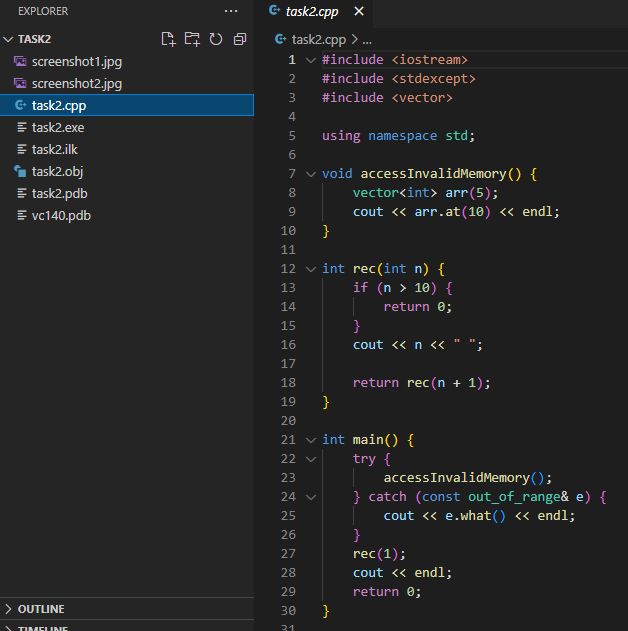 EXPLORER
TASK2
screenshot1.jpg
screenshot2.jpg
task2.cpp
task2.exe
task2.ilk
task2.obj
task2.pdb
vc140.pdb
OUTLINE
TIMELINE
task2.cpp
task2.cpp > ...
1 #include <iostream>
2 #include <stdexcept>
3 #include <vector>
4
5 using namespace std;
6
7 void accessInvalidMemory() {
8     vector<int> arr(5);
9     cout << arr.at(10) << endl;
10 }
11
12 int rec(int n) {
13     if (n > 10) {
14         return 0;
15     }
16     cout << n << " ";
17
18     return rec(n + 1);
19 }
20
21 int main() {
22     try {
23         accessInvalidMemory();
24     } catch (const out_of_range& e) {
25         cout << e.what() << endl;
26     }
27     rec(1);
28     cout << endl;
29     return 0;
30 }
31